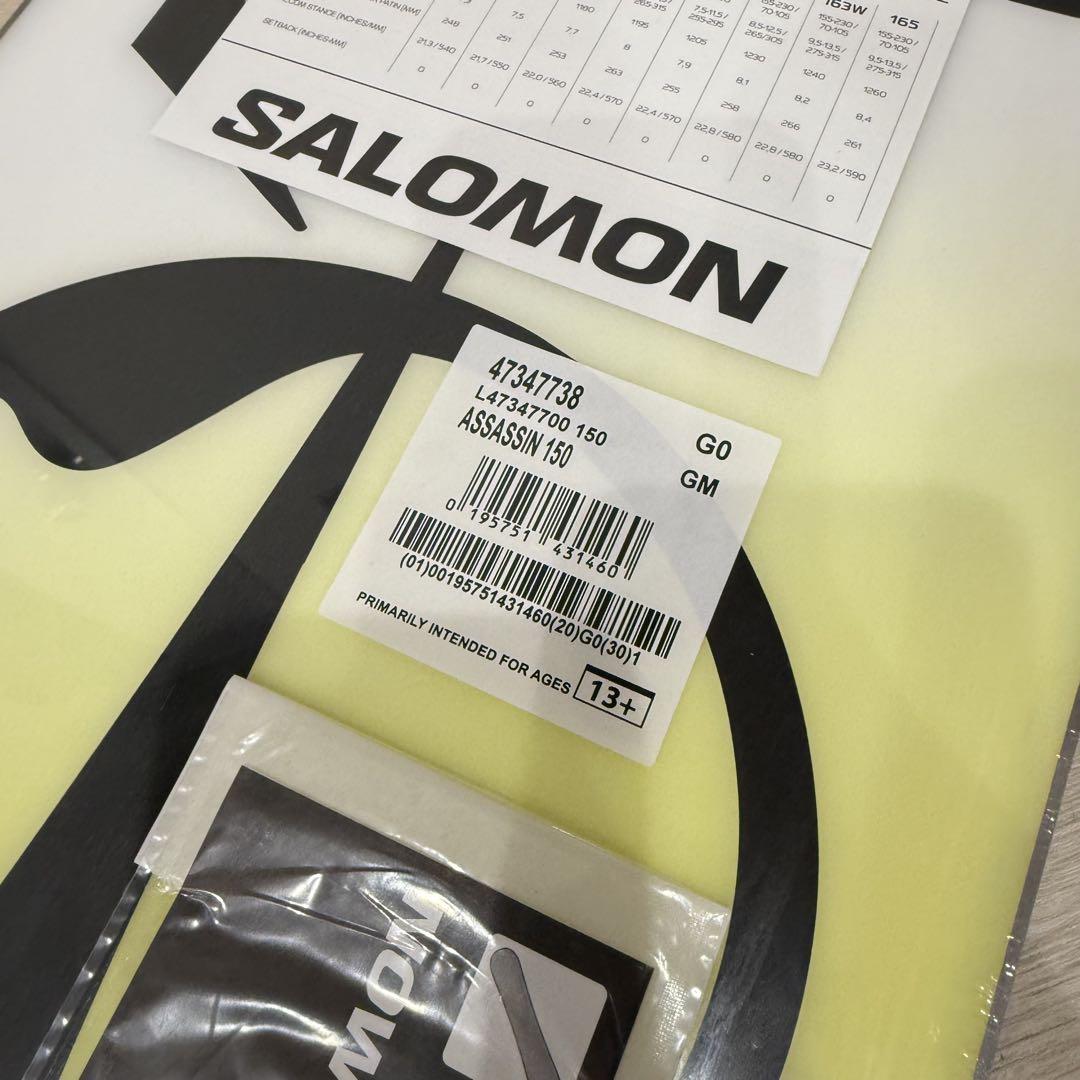 163W
165
155-230 /
70-105
155-230 /
70-105
7.5-11.5 /
255-295
8.5-12.5 /
265/305
9.5-13.5 /
275-315
9.5-13.5 /
275-315
1180
1195
1205
1230
1240
1260
7,5
7,7
8
7,9
8,1
8,2
8,4
248
251
253
263
255
258
266
261
STANCE (INCHES/MM)
21,3 / 540
21,7 / 550
22,0 / 560
22,4 / 570
22,4 / 570
22,8 / 580
22,8 / 580
23,2 / 590
SETBACK (INCHES-MM)
0
0
0
0
0
0
0
0
SALOMON
47347738
L47347700 150
G0
ASSASSIN 150
GM
0 195751 431460
(01)00195751431460(20)G0(30)1
PRIMARILY INTENDED FOR AGES 13+
MON